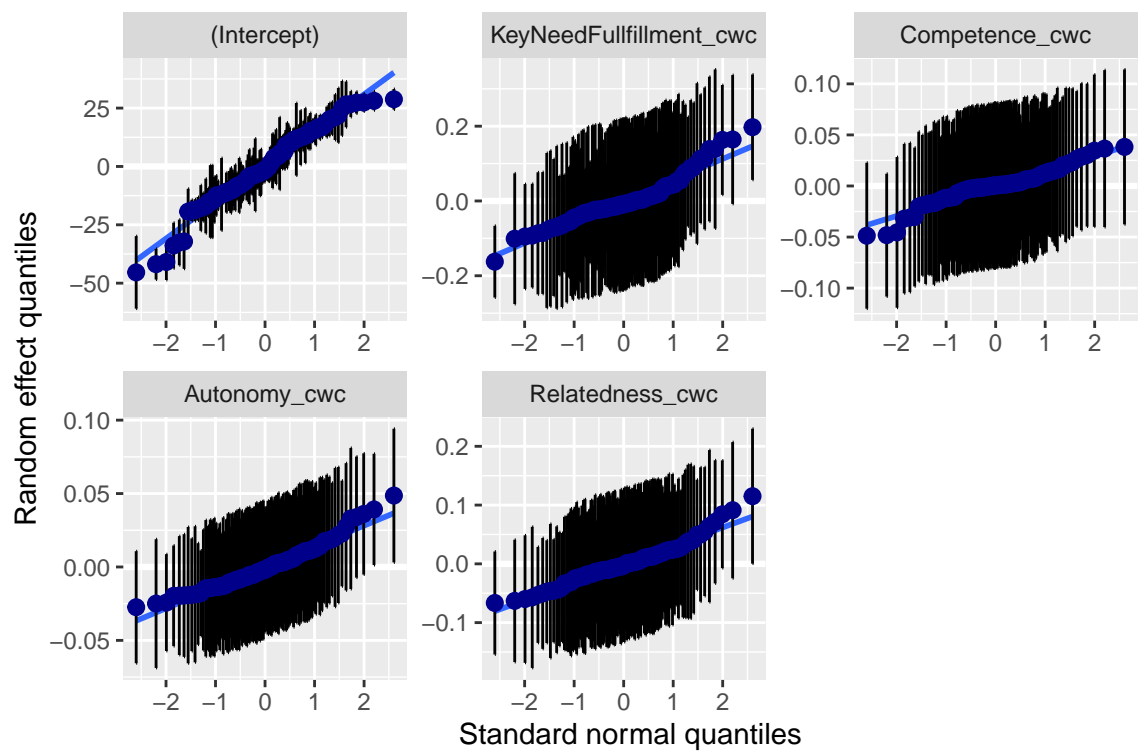 (Intercept)
KeyNeedFullfillment_cwc
Competence_cwc
25
0
−25
−50
−2 −1 0 1 2
0.2
0.0
−0.2
−2 −1 0 1 2
0.10
0.05
0.00
−0.05
−0.10
−2 −1 0 1 2
Autonomy_cwc
Relatedness_cwc
0.10
0.05
0.00
−0.05
−2 −1 0 1 2
0.2
0.1
0.0
−0.1
−2 −1 0 1 2
Random effect quantiles
Standard normal quantiles